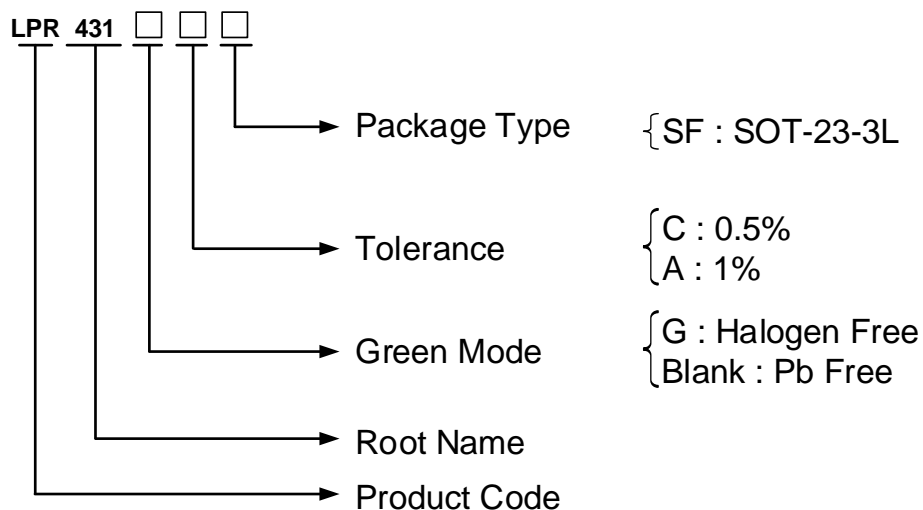 LPR 431
Package Type { SF : SOT-23-3L
Tolerance { C : 0.5%
A : 1%
Green Mode { G : Halogen Free
Blank : Pb Free
Root Name
Product Code